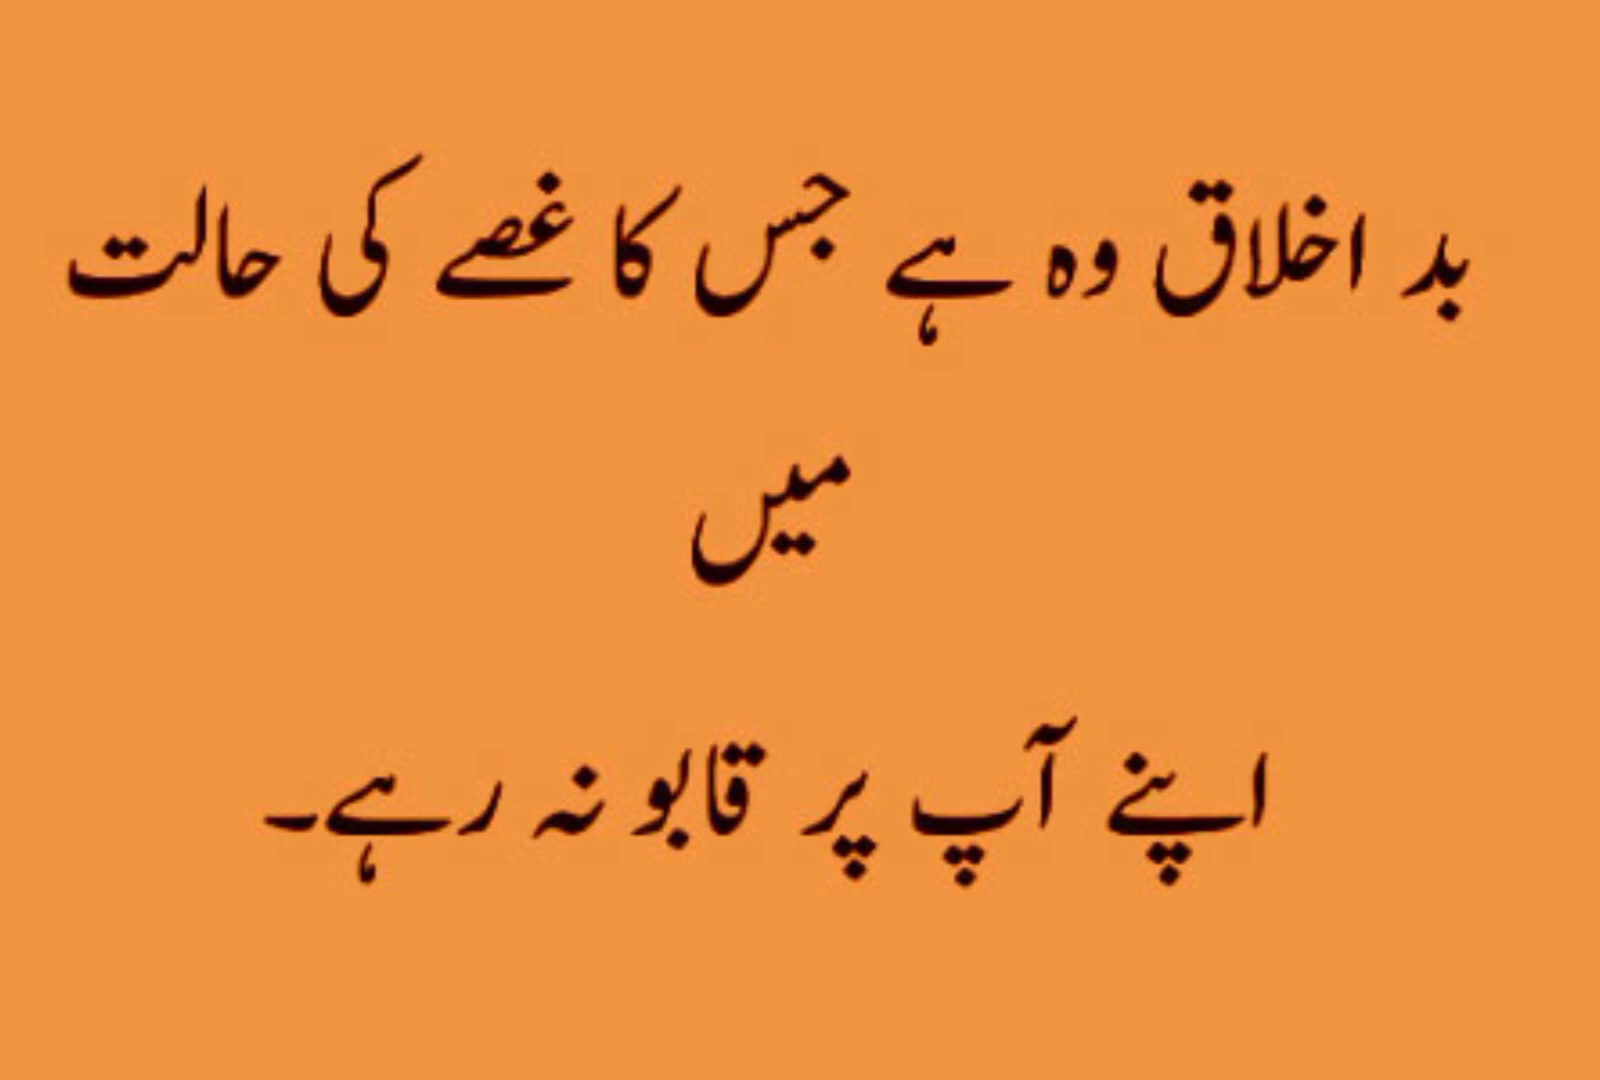 بد اخلاق وہ ہے جس کا غصے کی حالت
میں
اپنے آپ پر قابو نہ رہے۔